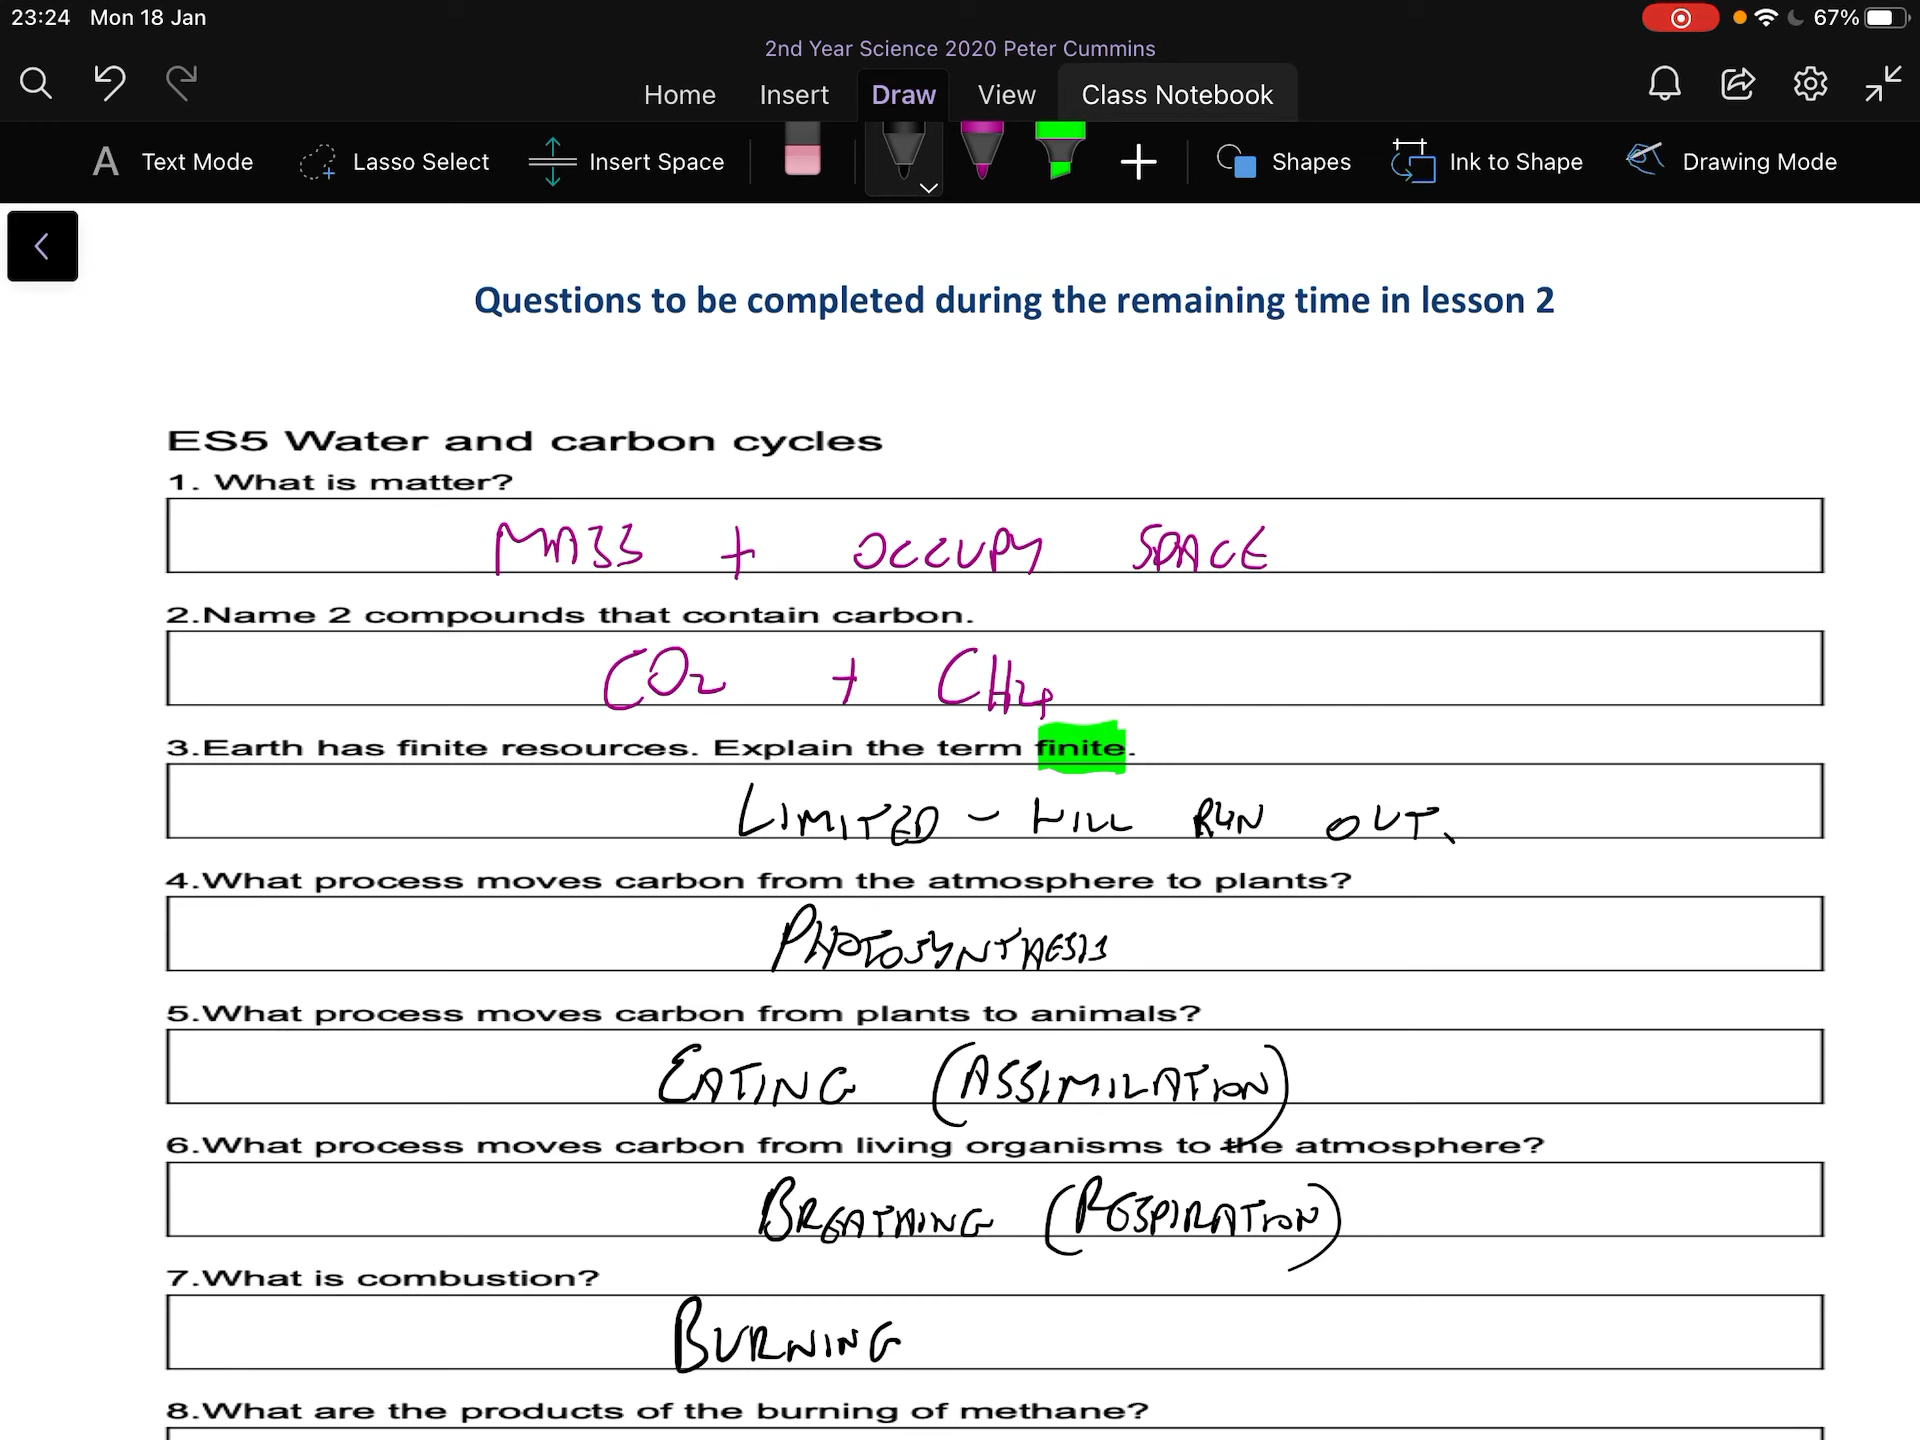 23:24 Mon 18 Jan
67%
2nd Year Science 2020 Peter Cummins
Home Insert Draw View Class Notebook
A Text Mode Lasso Select Insert Space Shapes Ink to Shape Drawing Mode
Questions to be completed during the remaining time in lesson 2
ES5 Water and carbon cycles
1. What is matter?
MASS + OCCUPY SPACE
2.Name 2 compounds that contain carbon.
CO2 + CH4
3.Earth has finite resources. Explain the term finite.
LIMITED - WILL RUN OUT.
4.What process moves carbon from the atmosphere to plants?
PHOTOSYNTHESIS
5.What process moves carbon from plants to animals?
EATING (ASSIMILATION)
6.What process moves carbon from living organisms to the atmosphere?
BREATHING (RESPIRATION)
7.What is combustion?
BURNING
8.What are the products of the burning of methane?